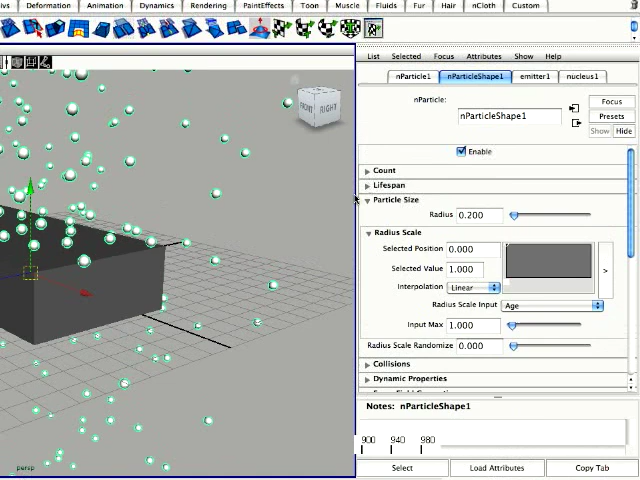 ivs Deformation Animation Dynamics Rendering PaintEffects Toon Muscle Fluids Fur Hair nCloth Custom
List Selected Focus Attributes Show Help
nParticle1 nParticleShape1 emitter1 nucleus1
nParticle: nParticleShape1
Focus
Presets
Show Hide
Enable
Count
Lifespan
Particle Size
Radius 0.200
Radius Scale
Selected Position 0.000
Selected Value 1.000
>
Interpolation Linear
Radius Scale Input Age
Input Max 1.000
Radius Scale Randomize 0.000
Collisions
Dynamic Properties
Notes: nParticleShape1
900 940 980
Select Load Attributes Copy Tab
FRONT RIGHT
persp